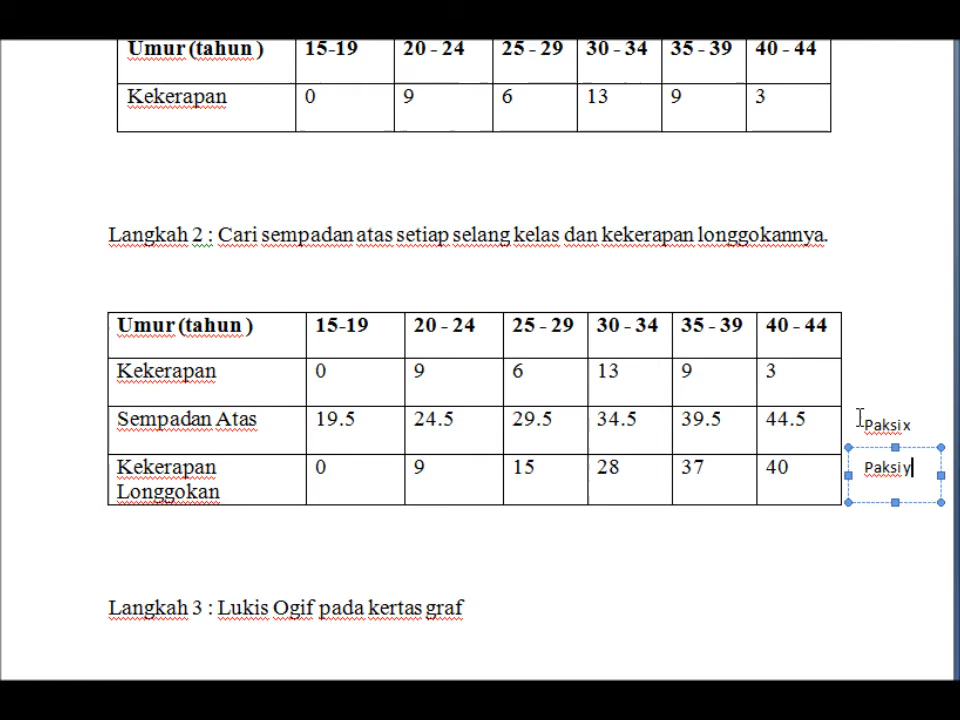 Umur (tahun ) 15-19 20 - 24 25 - 29 30 - 34 35 - 39 40 - 44
Kekerapan 0 9 6 13 9 3
Langkah 2 : Cari sempadan atas setiap selang kelas dan kekerapan longgokannya.
Umur (tahun ) 15-19 20 - 24 25 - 29 30 - 34 35 - 39 40 - 44
Kekerapan 0 9 6 13 9 3
Sempadan Atas 19.5 24.5 29.5 34.5 39.5 44.5
Paksi x
Kekerapan Longgokan 0 9 15 28 37 40
Paksi y
Langkah 3 : Lukis Ogif pada kertas graf